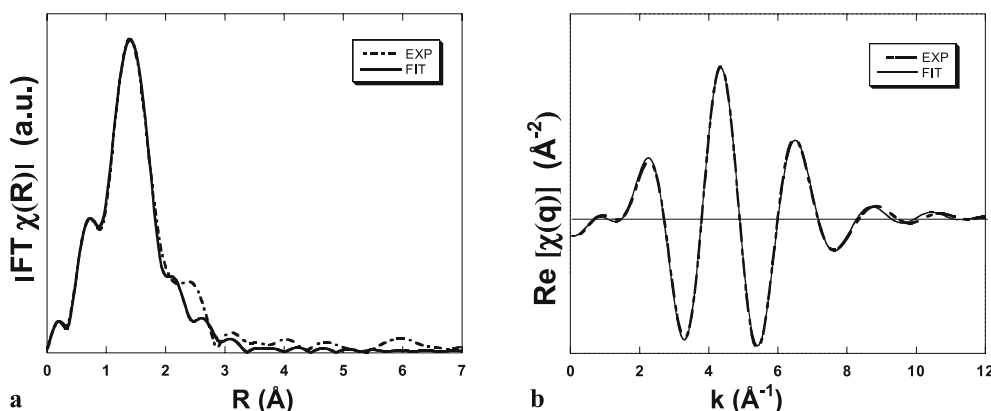 |FT χ(R)| (a.u.)
EXP
FIT
0 1 2 3 4 5 6 7
R (Å)
a
Re [χ(q)] (Å⁻²)
EXP
FIT
0 2 4 6 8 10 12
k (Å⁻¹)
b